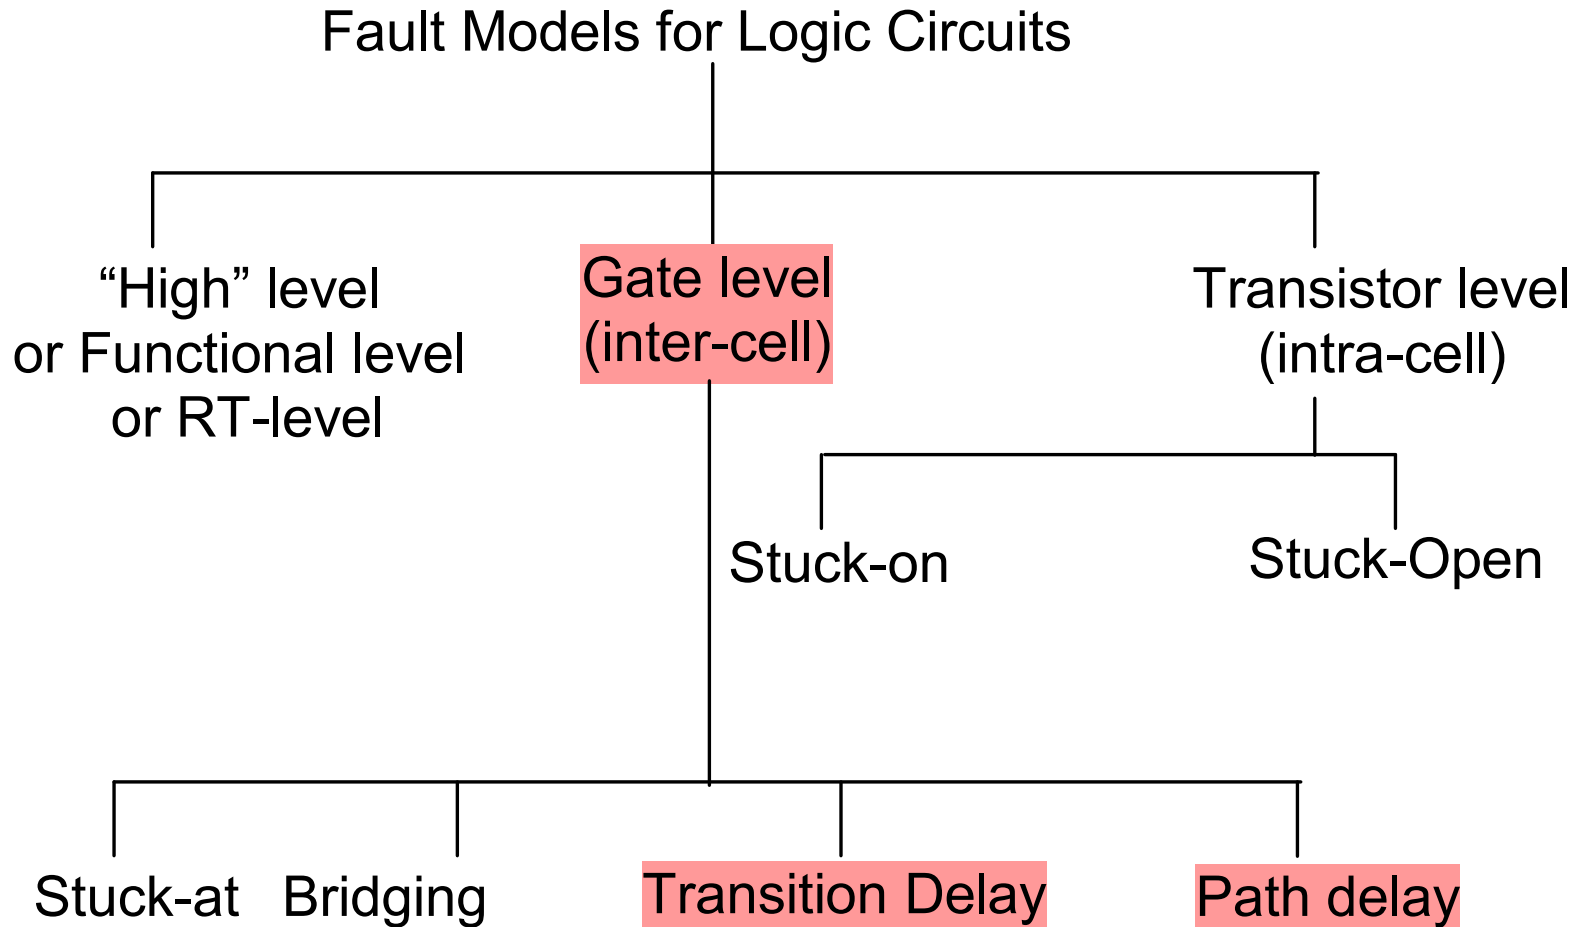 Fault Models for Logic Circuits
“High” level
or Functional level
or RT-level
Gate level
(inter-cell)
Transistor level
(intra-cell)
Stuck-on
Stuck-Open
Stuck-at
Bridging
Transition Delay
Path delay